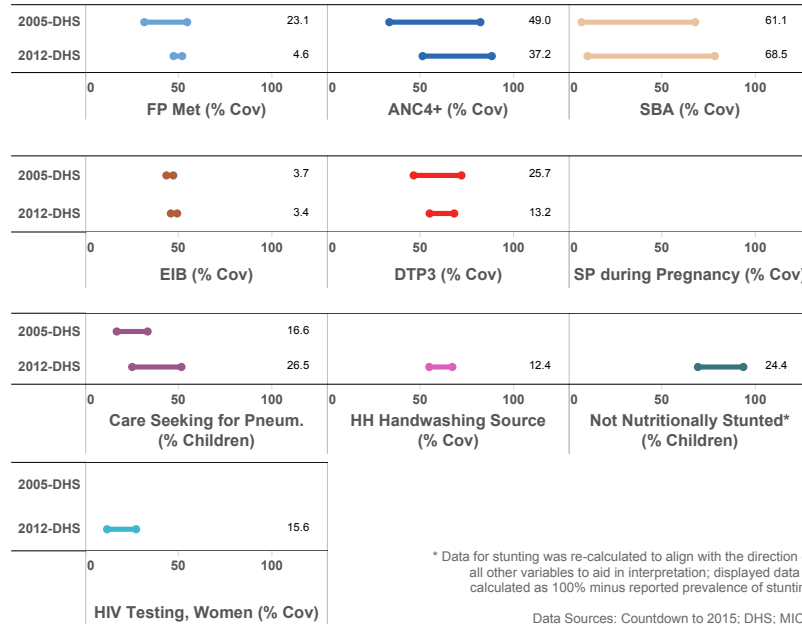 2005-DHS 23.1 49.0 61.1
2012-DHS 4.6 37.2 68.5
0 50 100 0 50 100 0 50 100
FP Met (% Cov) ANC4+ (% Cov) SBA (% Cov)
2005-DHS 3.7 25.7
2012-DHS 3.4 13.2
0 50 100 0 50 100 0 50 100
EIB (% Cov) DTP3 (% Cov) SP during Pregnancy (% Cov)
2005-DHS 16.6
2012-DHS 26.5 12.4 24.4
0 50 100 0 50 100 0 50 100
Care Seeking for Pneum. HH Handwashing Source Not Nutritionally Stunted*
(% Children) (% Cov) (% Children)
2005-DHS
2012-DHS 15.6
0 50 100
HIV Testing, Women (% Cov)
* Data for stunting was re-calculated to align with the direction
all other variables to aid in interpretation; displayed data
calculated as 100% minus reported prevalence of stuntin
Data Sources: Countdown to 2015; DHS; MIC